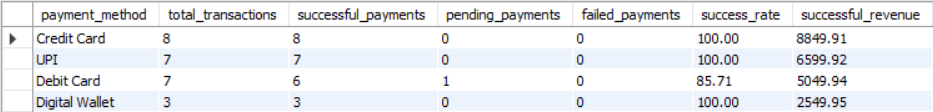 payment_method total_transactions successful_payments pending_payments failed_payments success_rate successful_revenue
Credit Card 8 8 0 0 100.00 8849.91
UPI 7 7 0 0 100.00 6599.92
Debit Card 7 6 1 0 85.71 5049.94
Digital Wallet 3 3 0 0 100.00 2549.95